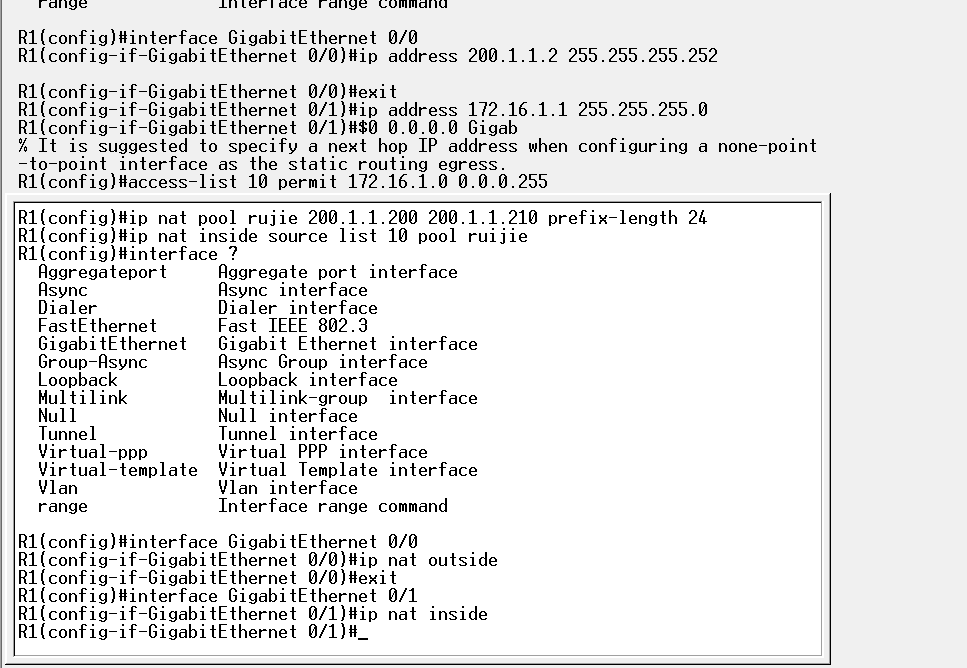 range Interface range command
R1(config)#interface GigabitEthernet 0/0
R1(config-if-GigabitEthernet 0/0)#ip address 200.1.1.2 255.255.255.252
R1(config-if-GigabitEthernet 0/0)#exit
R1(config-if-GigabitEthernet 0/1)#ip address 172.16.1.1 255.255.255.0
R1(config-if-GigabitEthernet 0/1)#$0 0.0.0.0 Gigab
% It is suggested to specify a next hop IP address when configuring a none-point
-to-point interface as the static routing egress.
R1(config)#access-list 10 permit 172.16.1.0 0.0.0.255
R1(config)#ip nat pool rujie 200.1.1.200 200.1.1.210 prefix-length 24
R1(config)#ip nat inside source list 10 pool ruijie
R1(config)#interface ?
Aggregateport Aggregate port interface
Async Async interface
Dialer Dialer interface
FastEthernet Fast IEEE 802.3
GigabitEthernet Gigabit Ethernet interface
Group-Async Async Group interface
Loopback Loopback interface
Multilink Multilink-group interface
Null Null interface
Tunnel Tunnel interface
Virtual-ppp Virtual PPP interface
Virtual-template Virtual Template interface
Vlan Vlan interface
range Interface range command
R1(config)#interface GigabitEthernet 0/0
R1(config-if-GigabitEthernet 0/0)#ip nat outside
R1(config-if-GigabitEthernet 0/0)#exit
R1(config)#interface GigabitEthernet 0/1
R1(config-if-GigabitEthernet 0/1)#ip nat inside
R1(config-if-GigabitEthernet 0/1)#_